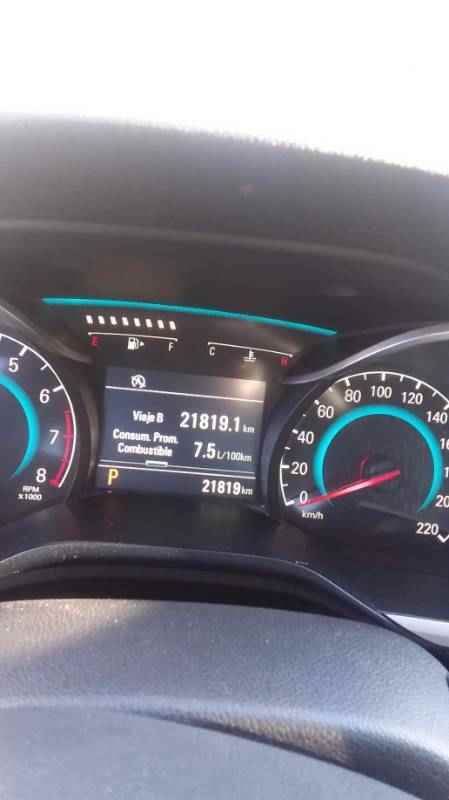 5
6
7
8
RPM
x 1000
E
F
C
H
Viaje B 21819.1 km
Consum. Prom.
Combustible 7.5 L/100km
P 21819 km
0
20
40
60
80
100
120
140
220
km/h